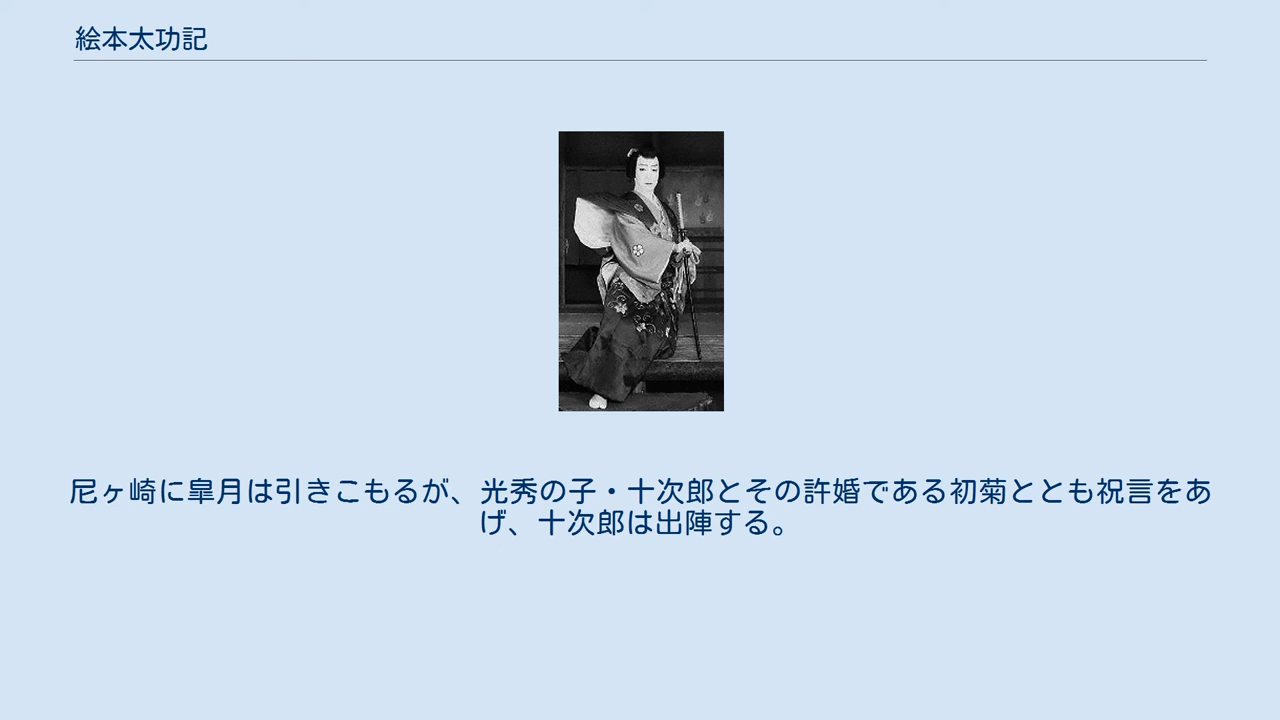 絵本太功記
尼ヶ崎に皐月は引きこもるが、光秀の子・十次郎とその許婚である初菊ととも祝言をあ
げ、十次郎は出陣する。